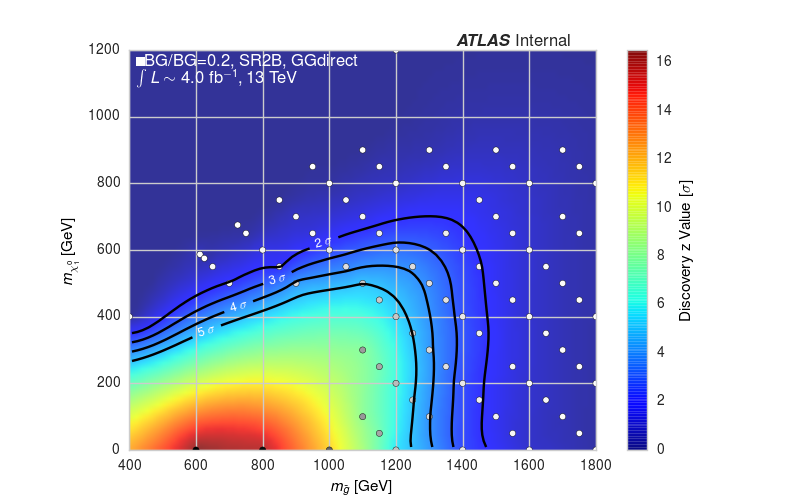 ATLAS Internal
■BG/BG=0.2, SR2B, GGdirect
∫ L ∼ 4.0 fb⁻¹, 13 TeV
1200
1000
800
600
400
200
0
m_χ̃₁⁰ [GeV]
2 σ
3 σ
4 σ
5 σ
400
600
800
1000
1200
1400
1600
1800
m_g̃ [GeV]
16
14
12
10
8
6
4
2
0
Discovery z Value [σ]